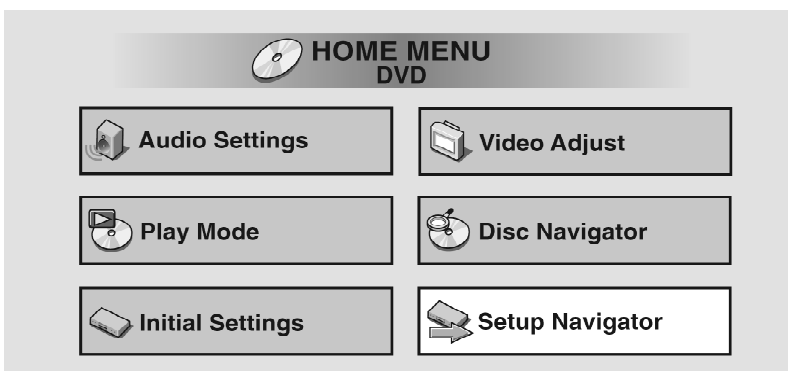 HOME MENU
DVD
Audio Settings
Video Adjust
Play Mode
Disc Navigator
Initial Settings
Setup Navigator